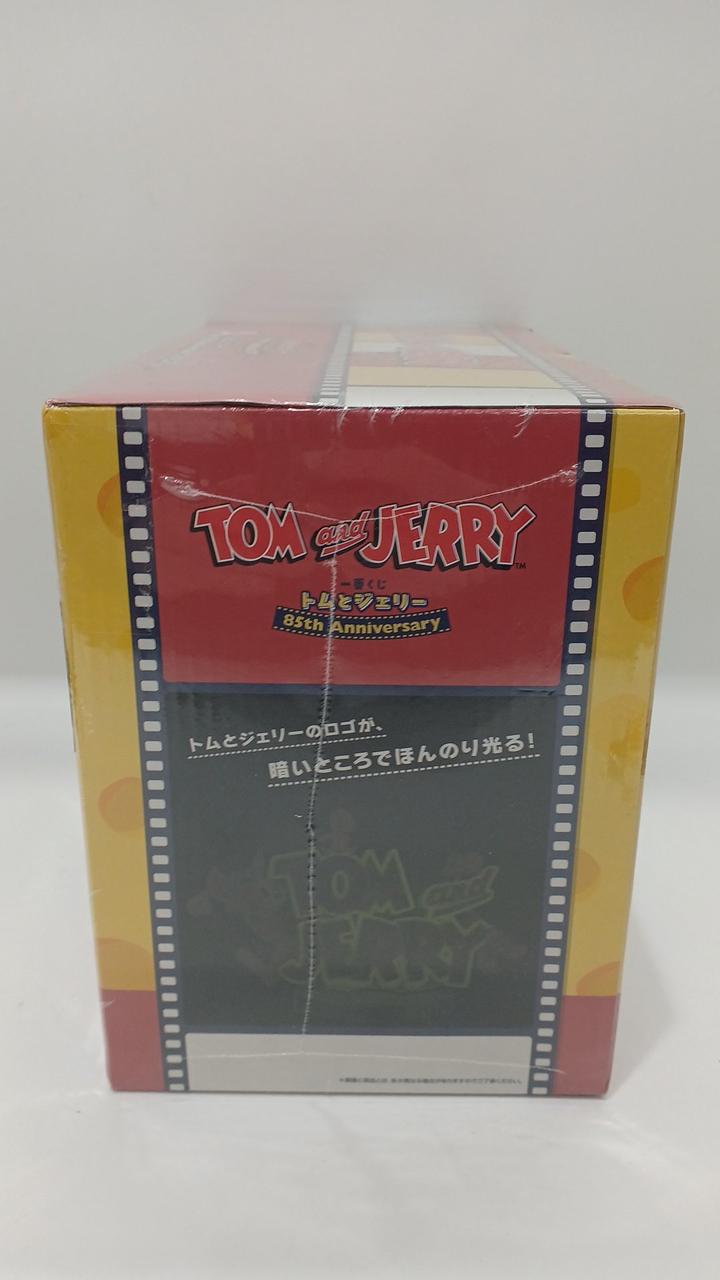 TOM and JERRY™
一番くじ
トムとジェリー
85th Anniversary
トムとジェリーのロゴが、
暗いところでほんのり光る!
TOM and
JERRY